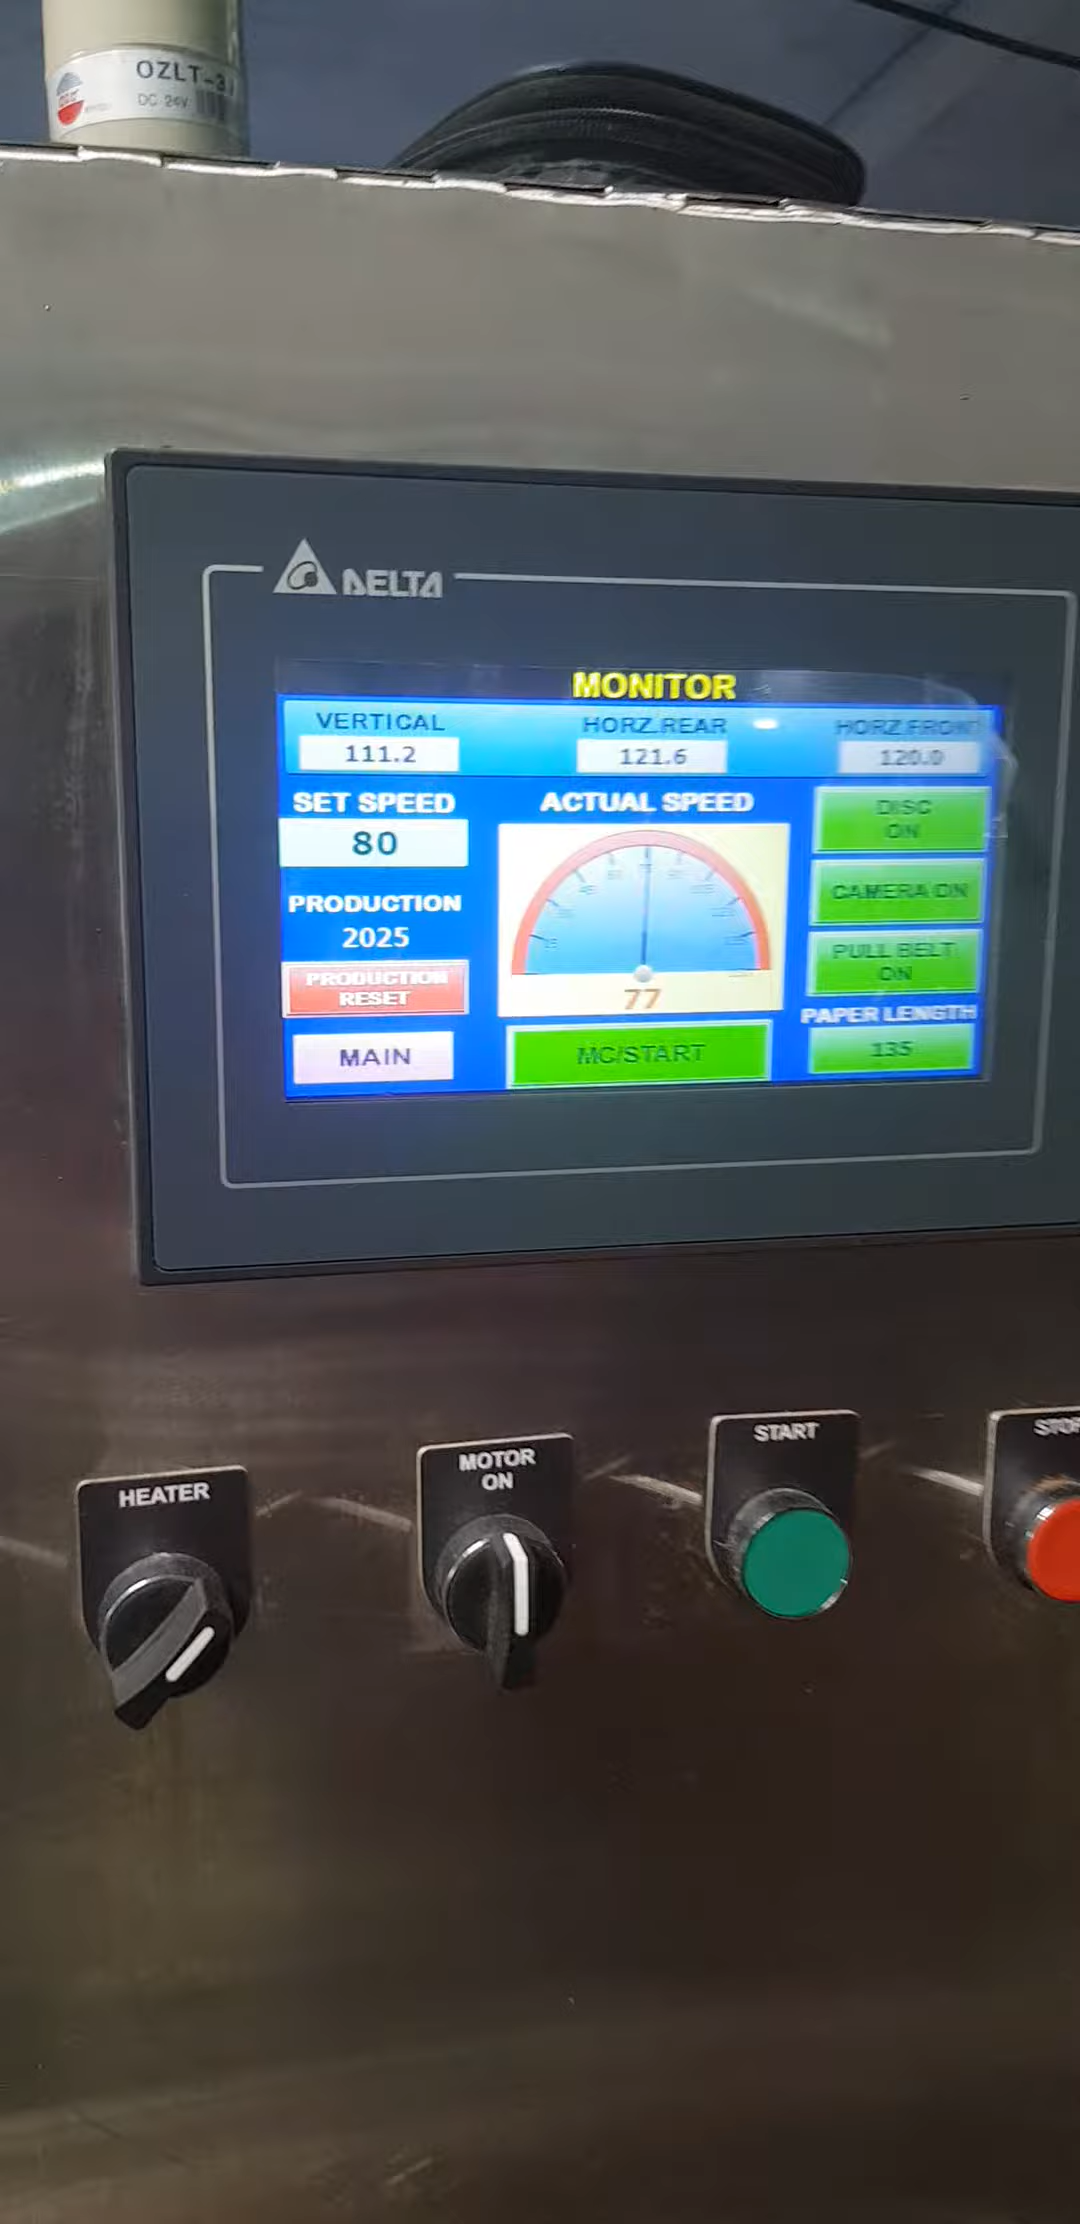 OZLT-3
DC 24V
DELTA
MONITOR
VERTICAL HORZ.REAR HORZ.FRONT
111.2 121.6 120.0
SET SPEED ACTUAL SPEED DISC
ON
80
CAMERA ON
PRODUCTION
2025 PULL BELT
ON
PRODUCTION
RESET 77 PAPER LENGTH
MAIN MC/START 135
HEATER
MOTOR
ON
START
STOP